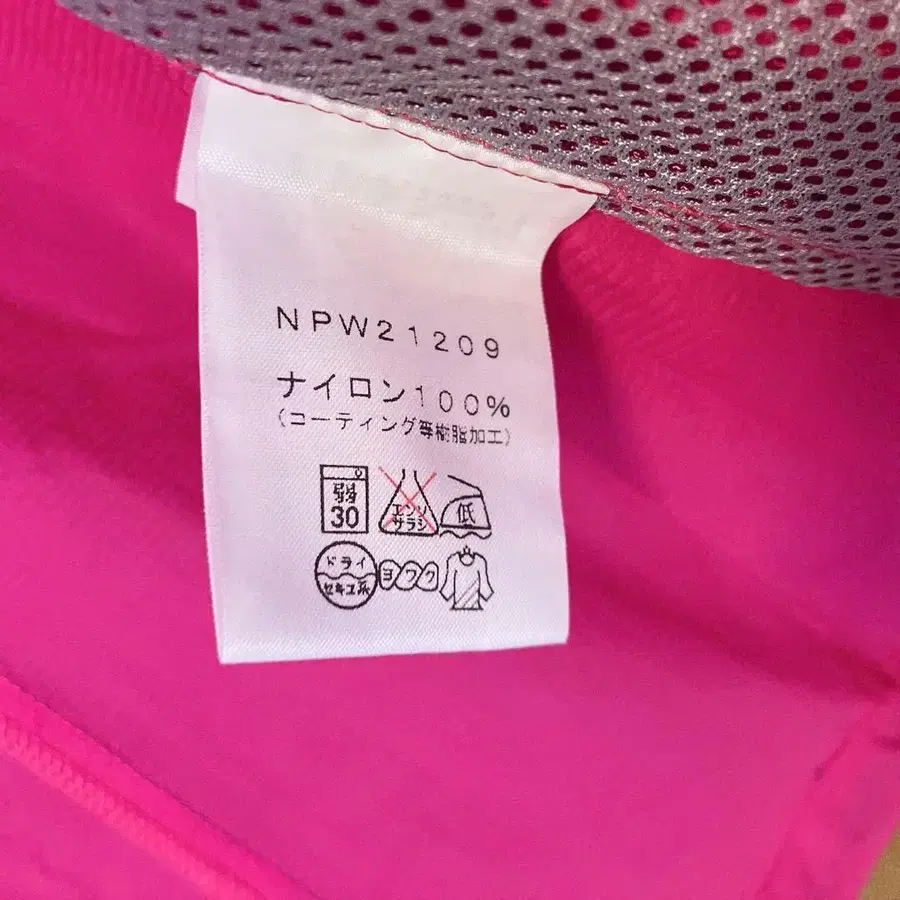 NPW21209
ナイロン100%
(コーティング等樹脂加工)
弱
30
エンソ
サラシ
低
ドライ
セキユ系
ヨワク